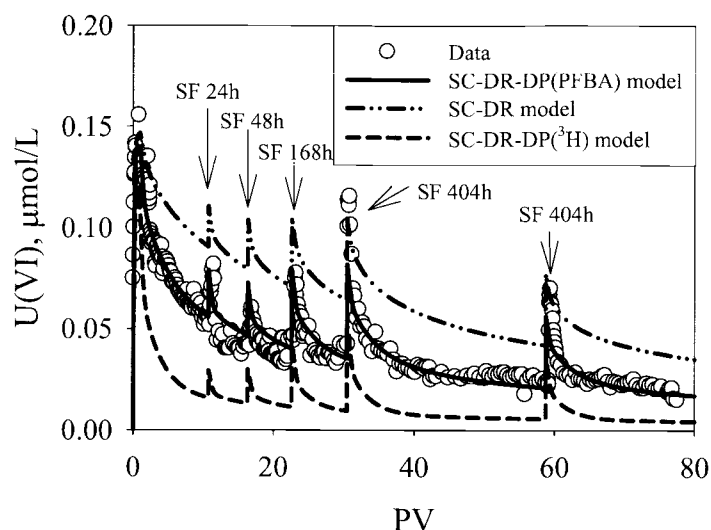 0.20
0.15
0.10
0.05
0.00
U(VI), µmol/L
0
20
40
60
80
PV
Data
SC-DR-DP(PFBA) model
SC-DR model
SC-DR-DP(³H) model
SF 24h
SF 48h
SF 168h
SF 404h
SF 404h